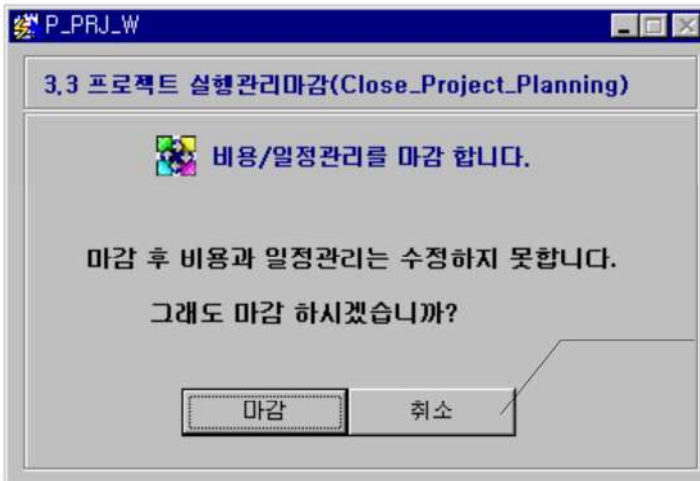 P_PRJ_W
3.3 프로젝트 실행관리마감(Close_Project_Planning)
비용/일정관리를 마감 합니다.
마감 후 비용과 일정관리는 수정하지 못합니다.
그래도 마감 하시겠습니까?
마감 취소